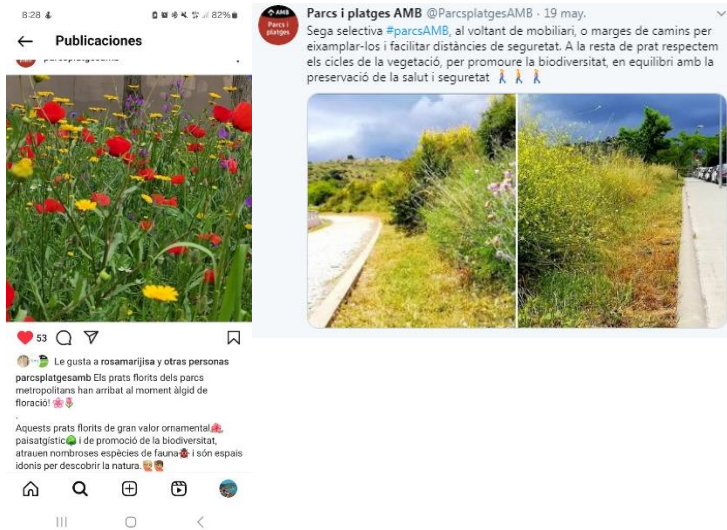 8:28
82%
Publicaciones
53
Le gusta a rosamarijisa y otras personas
parcsplatgesamb Els prats florits dels parcs
metropolitans han arribat al moment àlgid de
floració!
.
Aquests prats florits de gran valor ornamental,
paisatgístic i de promoció de la biodiversitat,
atrauen nombroses espècies de fauna i són espais
idonis per descobrir la natura.
AMB
Parcs i
platges
Parcs i platges AMB @ParcsplatgesAMB · 19 may.
Sega selectiva #parcsAMB, al voltant de mobiliari, o marges de camins per
eixamplar-los i facilitar distàncies de seguretat. A la resta de prat respectem
els cicles de la vegetació, per promoure la biodiversitat, en equilibri amb la
preservació de la salut i seguretat